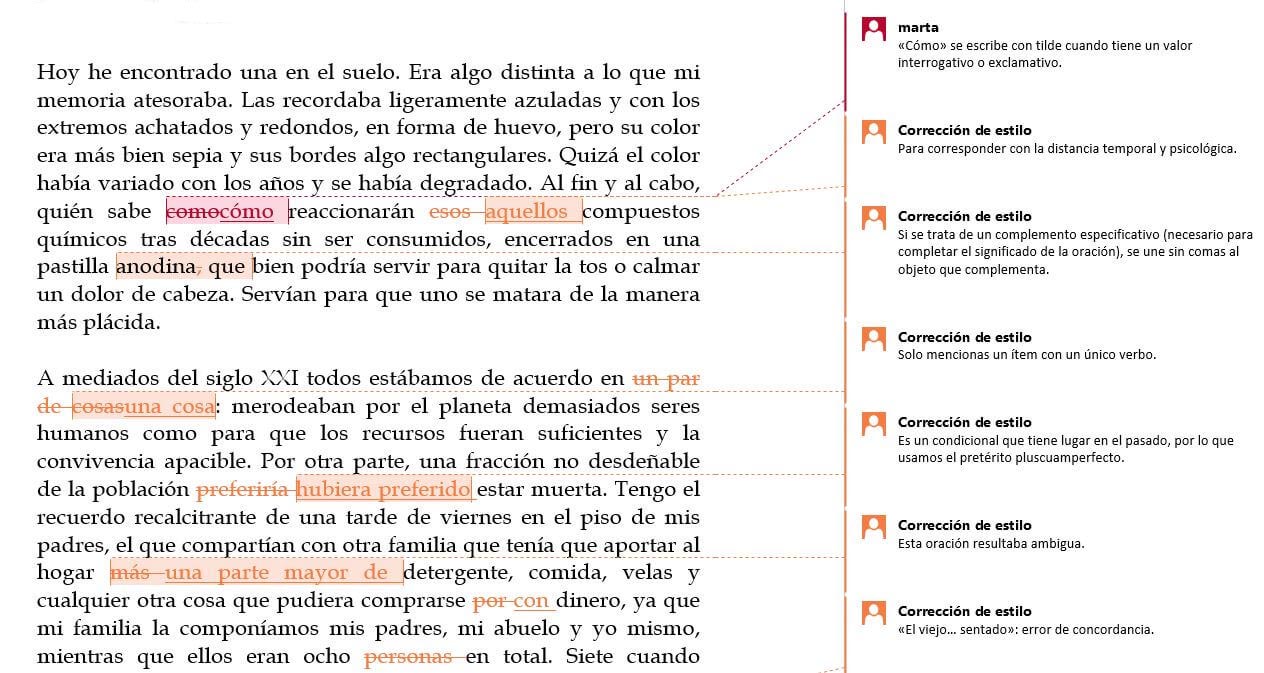 Hoy he encontrado una en el suelo. Era algo distinta a lo que mi
memoria atesoraba. Las recordaba ligeramente azuladas y con los
extremos achatados y redondos, en forma de huevo, pero su color
era más bien sepia y sus bordes algo rectangulares. Quizá el color
había variado con los años y se había degradado. Al fin y al cabo,
quién sabe comocómo reaccionarán esos aquellos compuestos
químicos tras décadas sin ser consumidos, encerrados en una
pastilla anodina, que bien podría servir para quitar la tos o calmar
un dolor de cabeza. Servían para que uno se matara de la manera
más plácida.
A mediados del siglo XXI todos estábamos de acuerdo en un par
de cosasuna cosa: merodeaban por el planeta demasiados seres
humanos como para que los recursos fueran suficientes y la
convivencia apacible. Por otra parte, una fracción no desdeñable
de la población preferiría hubiera preferido estar muerta. Tengo el
recuerdo recalcitrante de una tarde de viernes en el piso de mis
padres, el que compartían con otra familia que tenía que aportar al
hogar más una parte mayor de detergente, comida, velas y
cualquier otra cosa que pudiera comprarse por con dinero, ya que
mi familia la componíamos mis padres, mi abuelo y yo mismo,
mientras que ellos eran ocho personas en total. Siete cuando
marta
«Cómo» se escribe con tilde cuando tiene un valor
interrogativo o exclamativo.
Corrección de estilo
Para corresponder con la distancia temporal y psicológica.
Corrección de estilo
Si se trata de un complemento especificativo (necesario para
completar el significado de la oración), se une sin comas al
objeto que complementa.
Corrección de estilo
Solo mencionas un ítem con un único verbo.
Corrección de estilo
Es un condicional que tiene lugar en el pasado, por lo que
usamos el pretérito pluscuamperfecto.
Corrección de estilo
Esta oración resultaba ambigua.
Corrección de estilo
«El viejo... sentado»: error de concordancia.